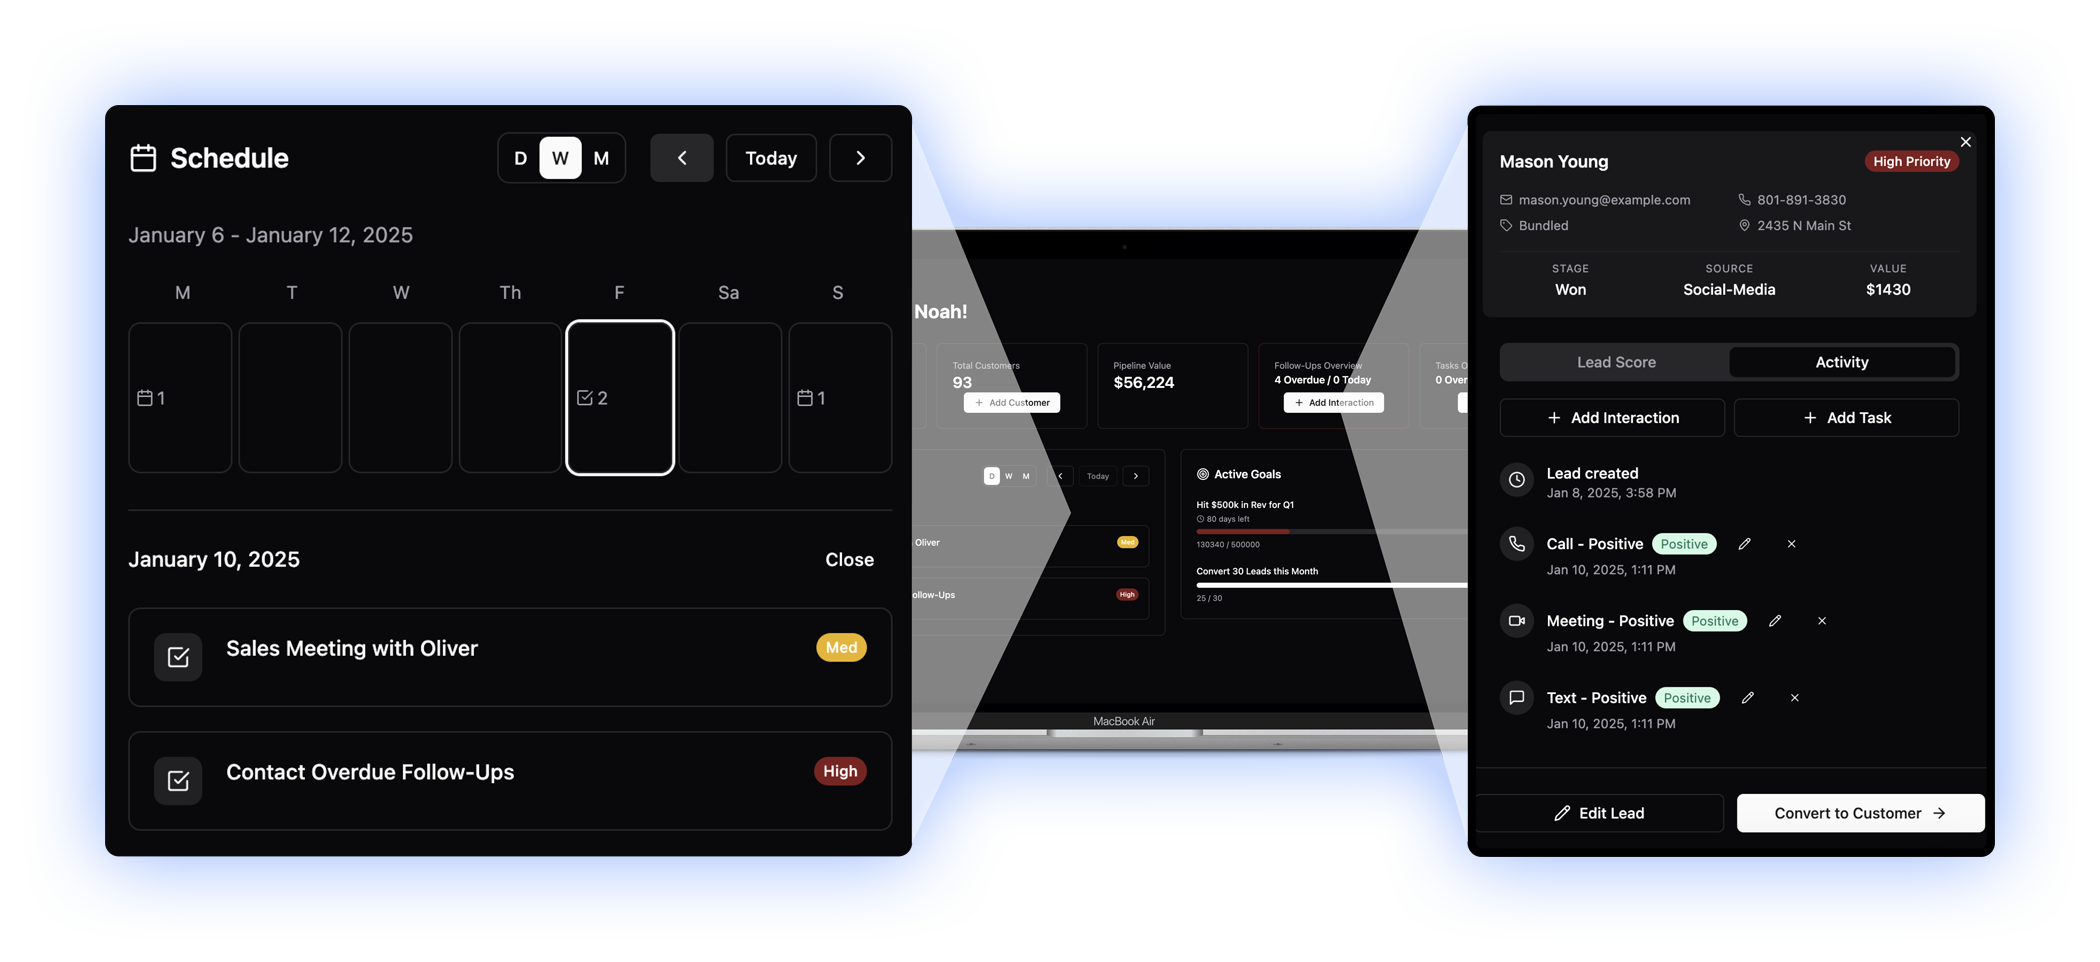 Schedule
D W M
Today
January 6 - January 12, 2025
M T W Th F Sa S
1
2
1
January 10, 2025
Close
Sales Meeting with Oliver
Med
Contact Overdue Follow-Ups
High
Noah!
Total Customers
93
+ Add Customer
Pipeline Value
$56,224
Follow-Ups Overview
4 Overdue / 0 Today
+ Add Interaction
Tasks O
0 Over
D W M
Today
Oliver
Med
ollow-Ups
High
Active Goals
Hit $500k in Rev for Q1
80 days left
130340 / 500000
Convert 30 Leads this Month
25 / 30
MacBook Air
Mason Young
High Priority
mason.young@example.com
801-891-3830
Bundled
2435 N Main St
STAGE
Won
SOURCE
Social-Media
VALUE
$1430
Lead Score
Activity
+ Add Interaction
+ Add Task
Lead created
Jan 8, 2025, 3:58 PM
Call - Positive
Positive
Jan 10, 2025, 1:11 PM
Meeting - Positive
Positive
Jan 10, 2025, 1:11 PM
Text - Positive
Positive
Jan 10, 2025, 1:11 PM
Edit Lead
Convert to Customer